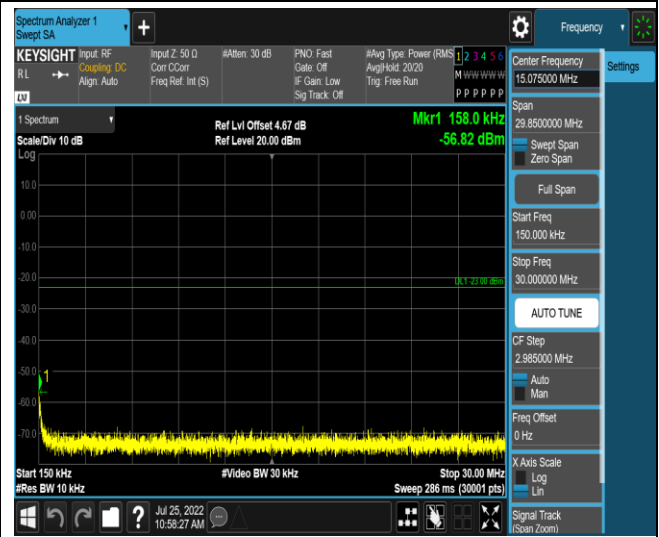 Spectrum Analyzer 1
Swept SA
Frequency
KEYSIGHT
RL
LXI
Input: RF
Coupling: DC
Align: Auto
Input Z: 50 Ω
Corr CCorr
Freq Ref: Int (S)
#Atten: 30 dB
PNO: Fast
Gate: Off
IF Gain: Low
Sig Track: Off
#Avg Type: Power (RMS
Avg|Hold: 20/20
Trig: Free Run
1 2 3 4 5 6
M W W W W W
P P P P P P
1 Spectrum
Scale/Div 10 dB
Ref Lvl Offset 4.67 dB
Ref Level 20.00 dBm
Mkr1 158.0 kHz
-56.82 dBm
Log
10.0
0.00
-10.0
-20.0
-30.0
-40.0
-50.0
-60.0
-70.0
DL1 -23.00 dBm
1
Start 150 kHz
#Res BW 10 kHz
#Video BW 30 kHz
Stop 30.00 MHz
Sweep 286 ms (30001 pts)
Center Frequency
15.075000 MHz
Settings
Span
29.8500000 MHz
Swept Span
Zero Span
Full Span
Start Freq
150.000 kHz
Stop Freq
30.000000 MHz
AUTO TUNE
CF Step
2.985000 MHz
Auto
Man
Freq Offset
0 Hz
X Axis Scale
Log
Lin
Signal Track
(Span Zoom)
?
Jul 25, 2022
10:58:27 AM